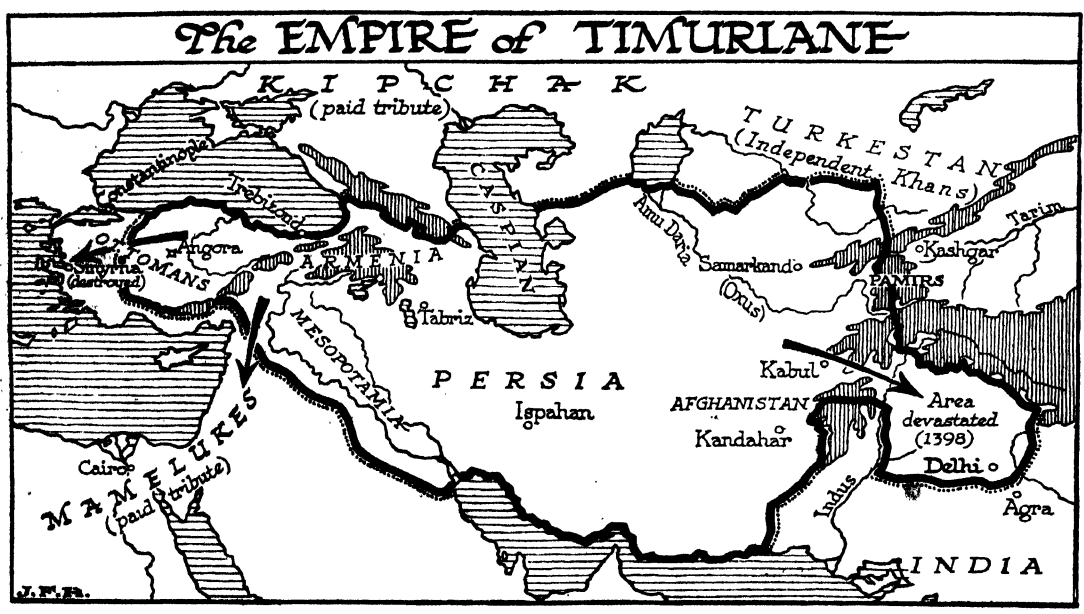 The EMPIRE of TIMURLANE
KIPCHAK
(paid tribute)
TURKESTAN
(Independent Khans)
Constantinople
Trebizond
CASPIAN
Amu Daria
Tarim
OTTOMANS
Angora
ARMENIA
Samarkand
Kashgar
Smyrna
(destroyed)
(Oxus)
PAMIRS
Tabriz
MESOPOTAMIA
PERSIA
Kabul
Ispahan
AFGHANISTAN
Kandahar
Area
devastated
(1398)
Delhi
Cairo
MAMELUKES
(paid tribute)
Indus
Agra
INDIA
J.F.H.